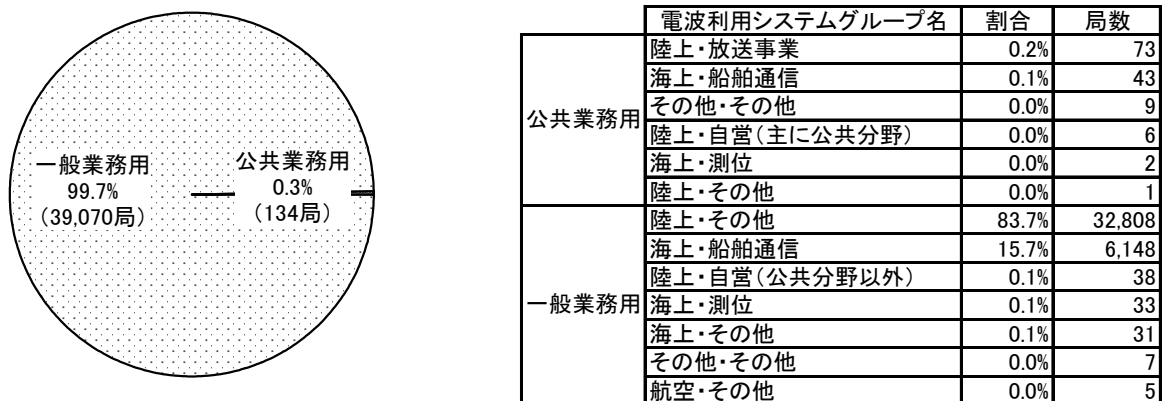 一般業務用
99.7%
（39,070局）
公共業務用
0.3%
（134局）
電波利用システムグループ名 割合 局数
公共業務用
陸上・放送事業 0.2% 73
海上・船舶通信 0.1% 43
その他・その他 0.0% 9
陸上・自営（主に公共分野） 0.0% 6
海上・測位 0.0% 2
陸上・その他 0.0% 1
一般業務用
陸上・その他 83.7% 32,808
海上・船舶通信 15.7% 6,148
陸上・自営（公共分野以外） 0.1% 38
海上・測位 0.1% 33
海上・その他 0.1% 31
その他・その他 0.0% 7
航空・その他 0.0% 5